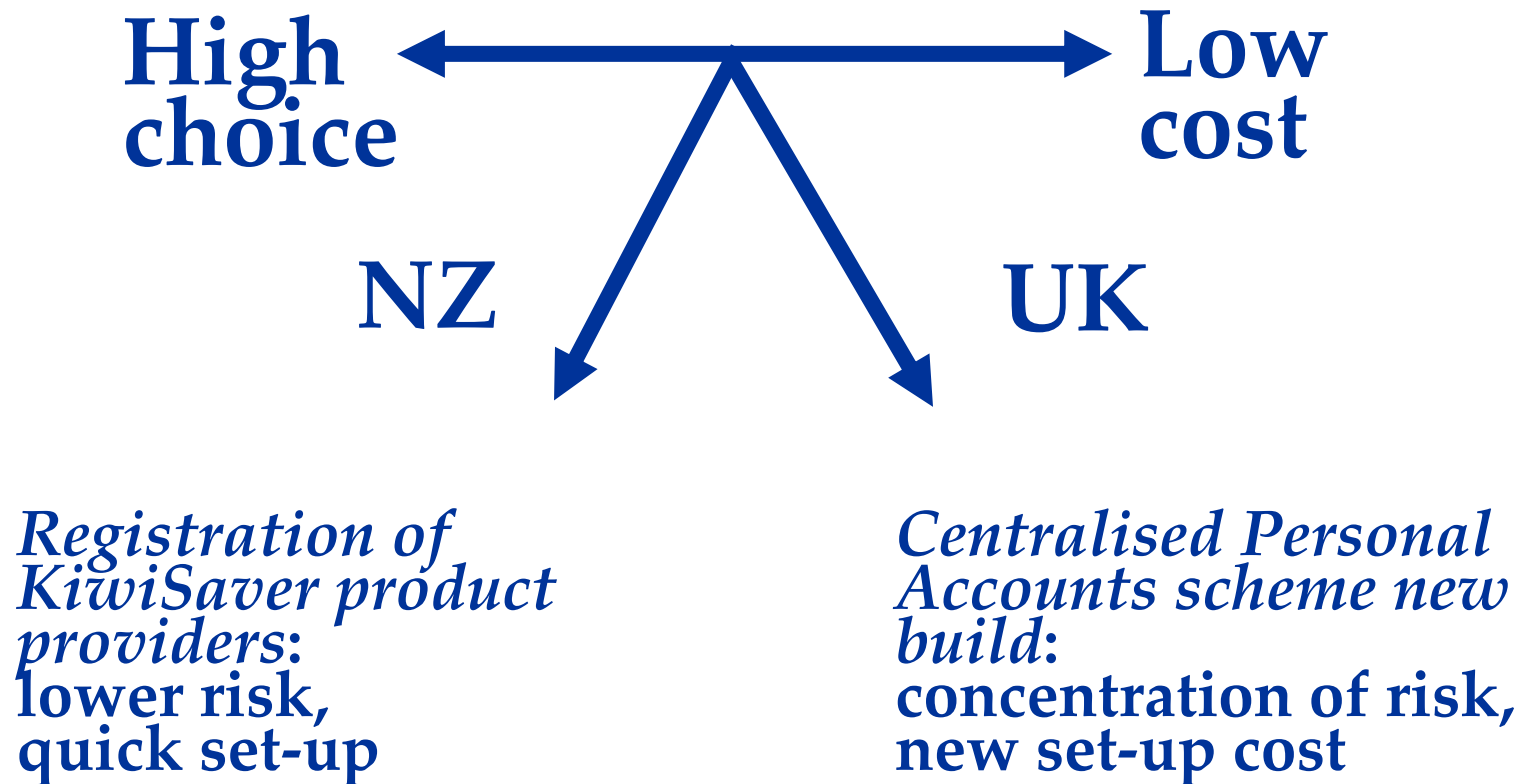 High
choice
Low
cost
NZ
UK
Registration of
KiwiSaver product
providers:
lower risk,
quick set-up
Centralised Personal
Accounts scheme new
build:
concentration of risk,
new set-up cost